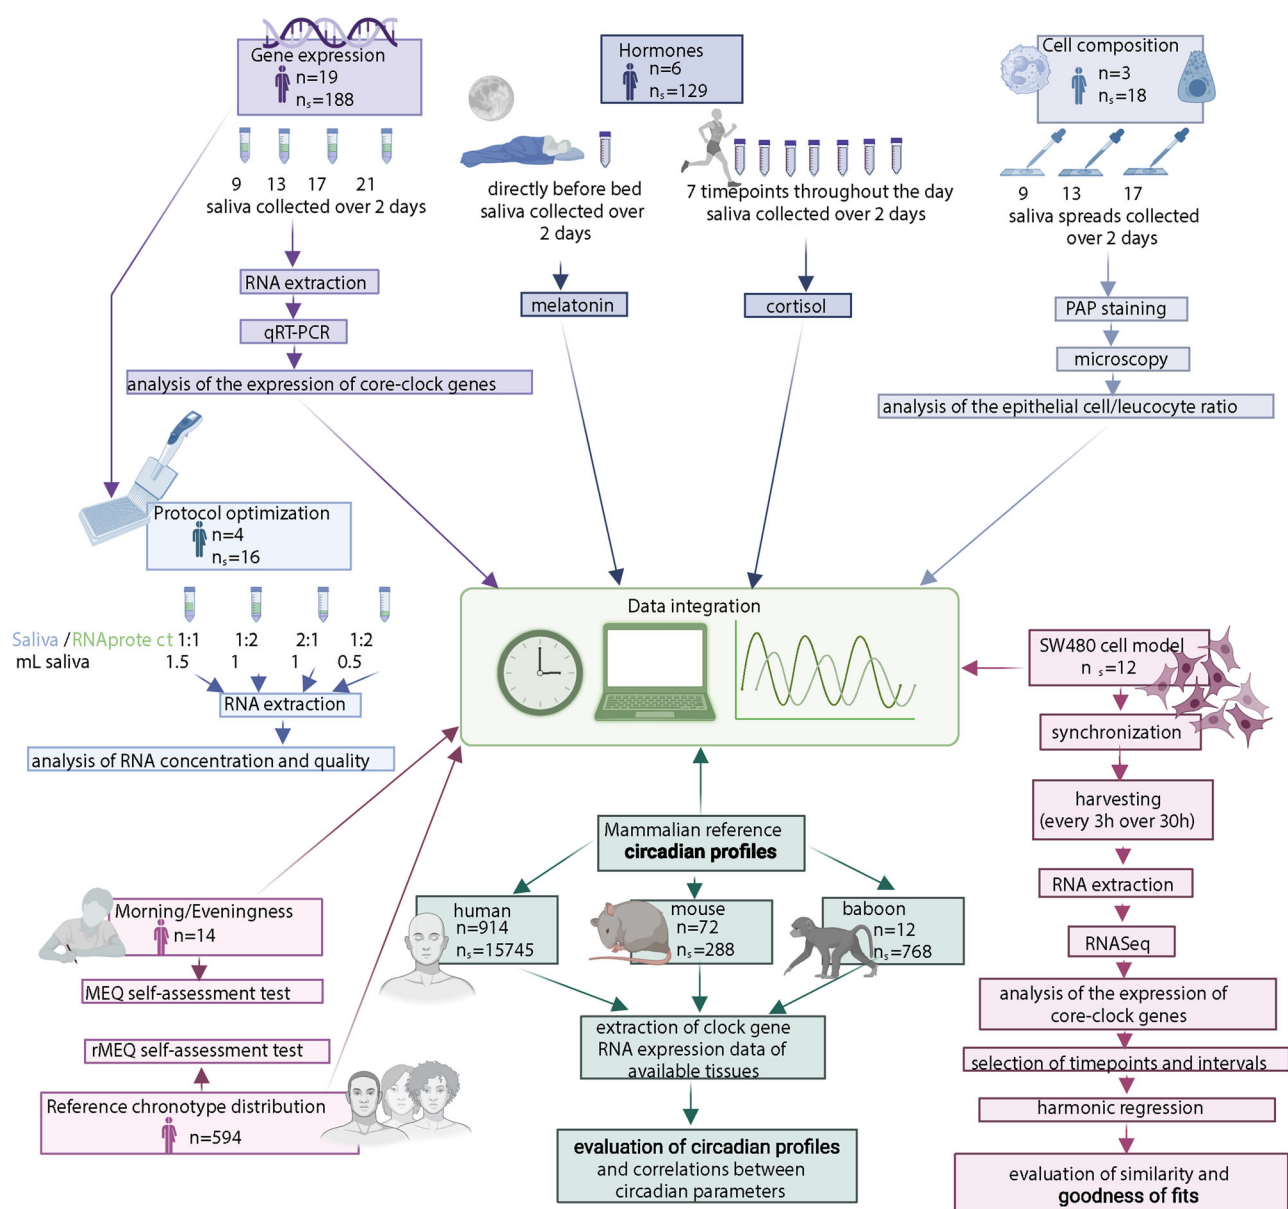 Gene expression
n=19
ns=188
9 13 17 21
saliva collected over 2 days
RNA extraction
qRT-PCR
analysis of the expression of core-clock genes
Hormones
n=6
ns=129
directly before bed
saliva collected over
2 days
melatonin
7 timepoints throughout the day
saliva collected over 2 days
cortisol
Cell composition
n=3
ns=18
9 13 17
saliva spreads collected
over 2 days
PAP staining
microscopy
analysis of the epithelial cell/leucocyte ratio
Protocol optimization
n=4
ns=16
Saliva /RNAprote ct 1:1 1:2 2:1 1:2
mL saliva 1.5 1 1 0.5
RNA extraction
analysis of RNA concentration and quality
Data integration
SW480 cell model
n s=12
synchronization
harvesting
(every 3h over 30h)
RNA extraction
RNASeq
analysis of the expression of
core-clock genes
selection of timepoints and intervals
harmonic regression
evaluation of similarity and
goodness of fits
Mammalian reference
circadian profiles
human
n=914
ns=15745
mouse
n=72
ns=288
baboon
n=12
ns=768
extraction of clock gene
RNA expression data of
available tissues
evaluation of circadian profiles
and correlations between
circadian parameters
Morning/Eveningness
n=14
MEQ self-assessment test
rMEQ self-assessment test
Reference chronotype distribution
n=594